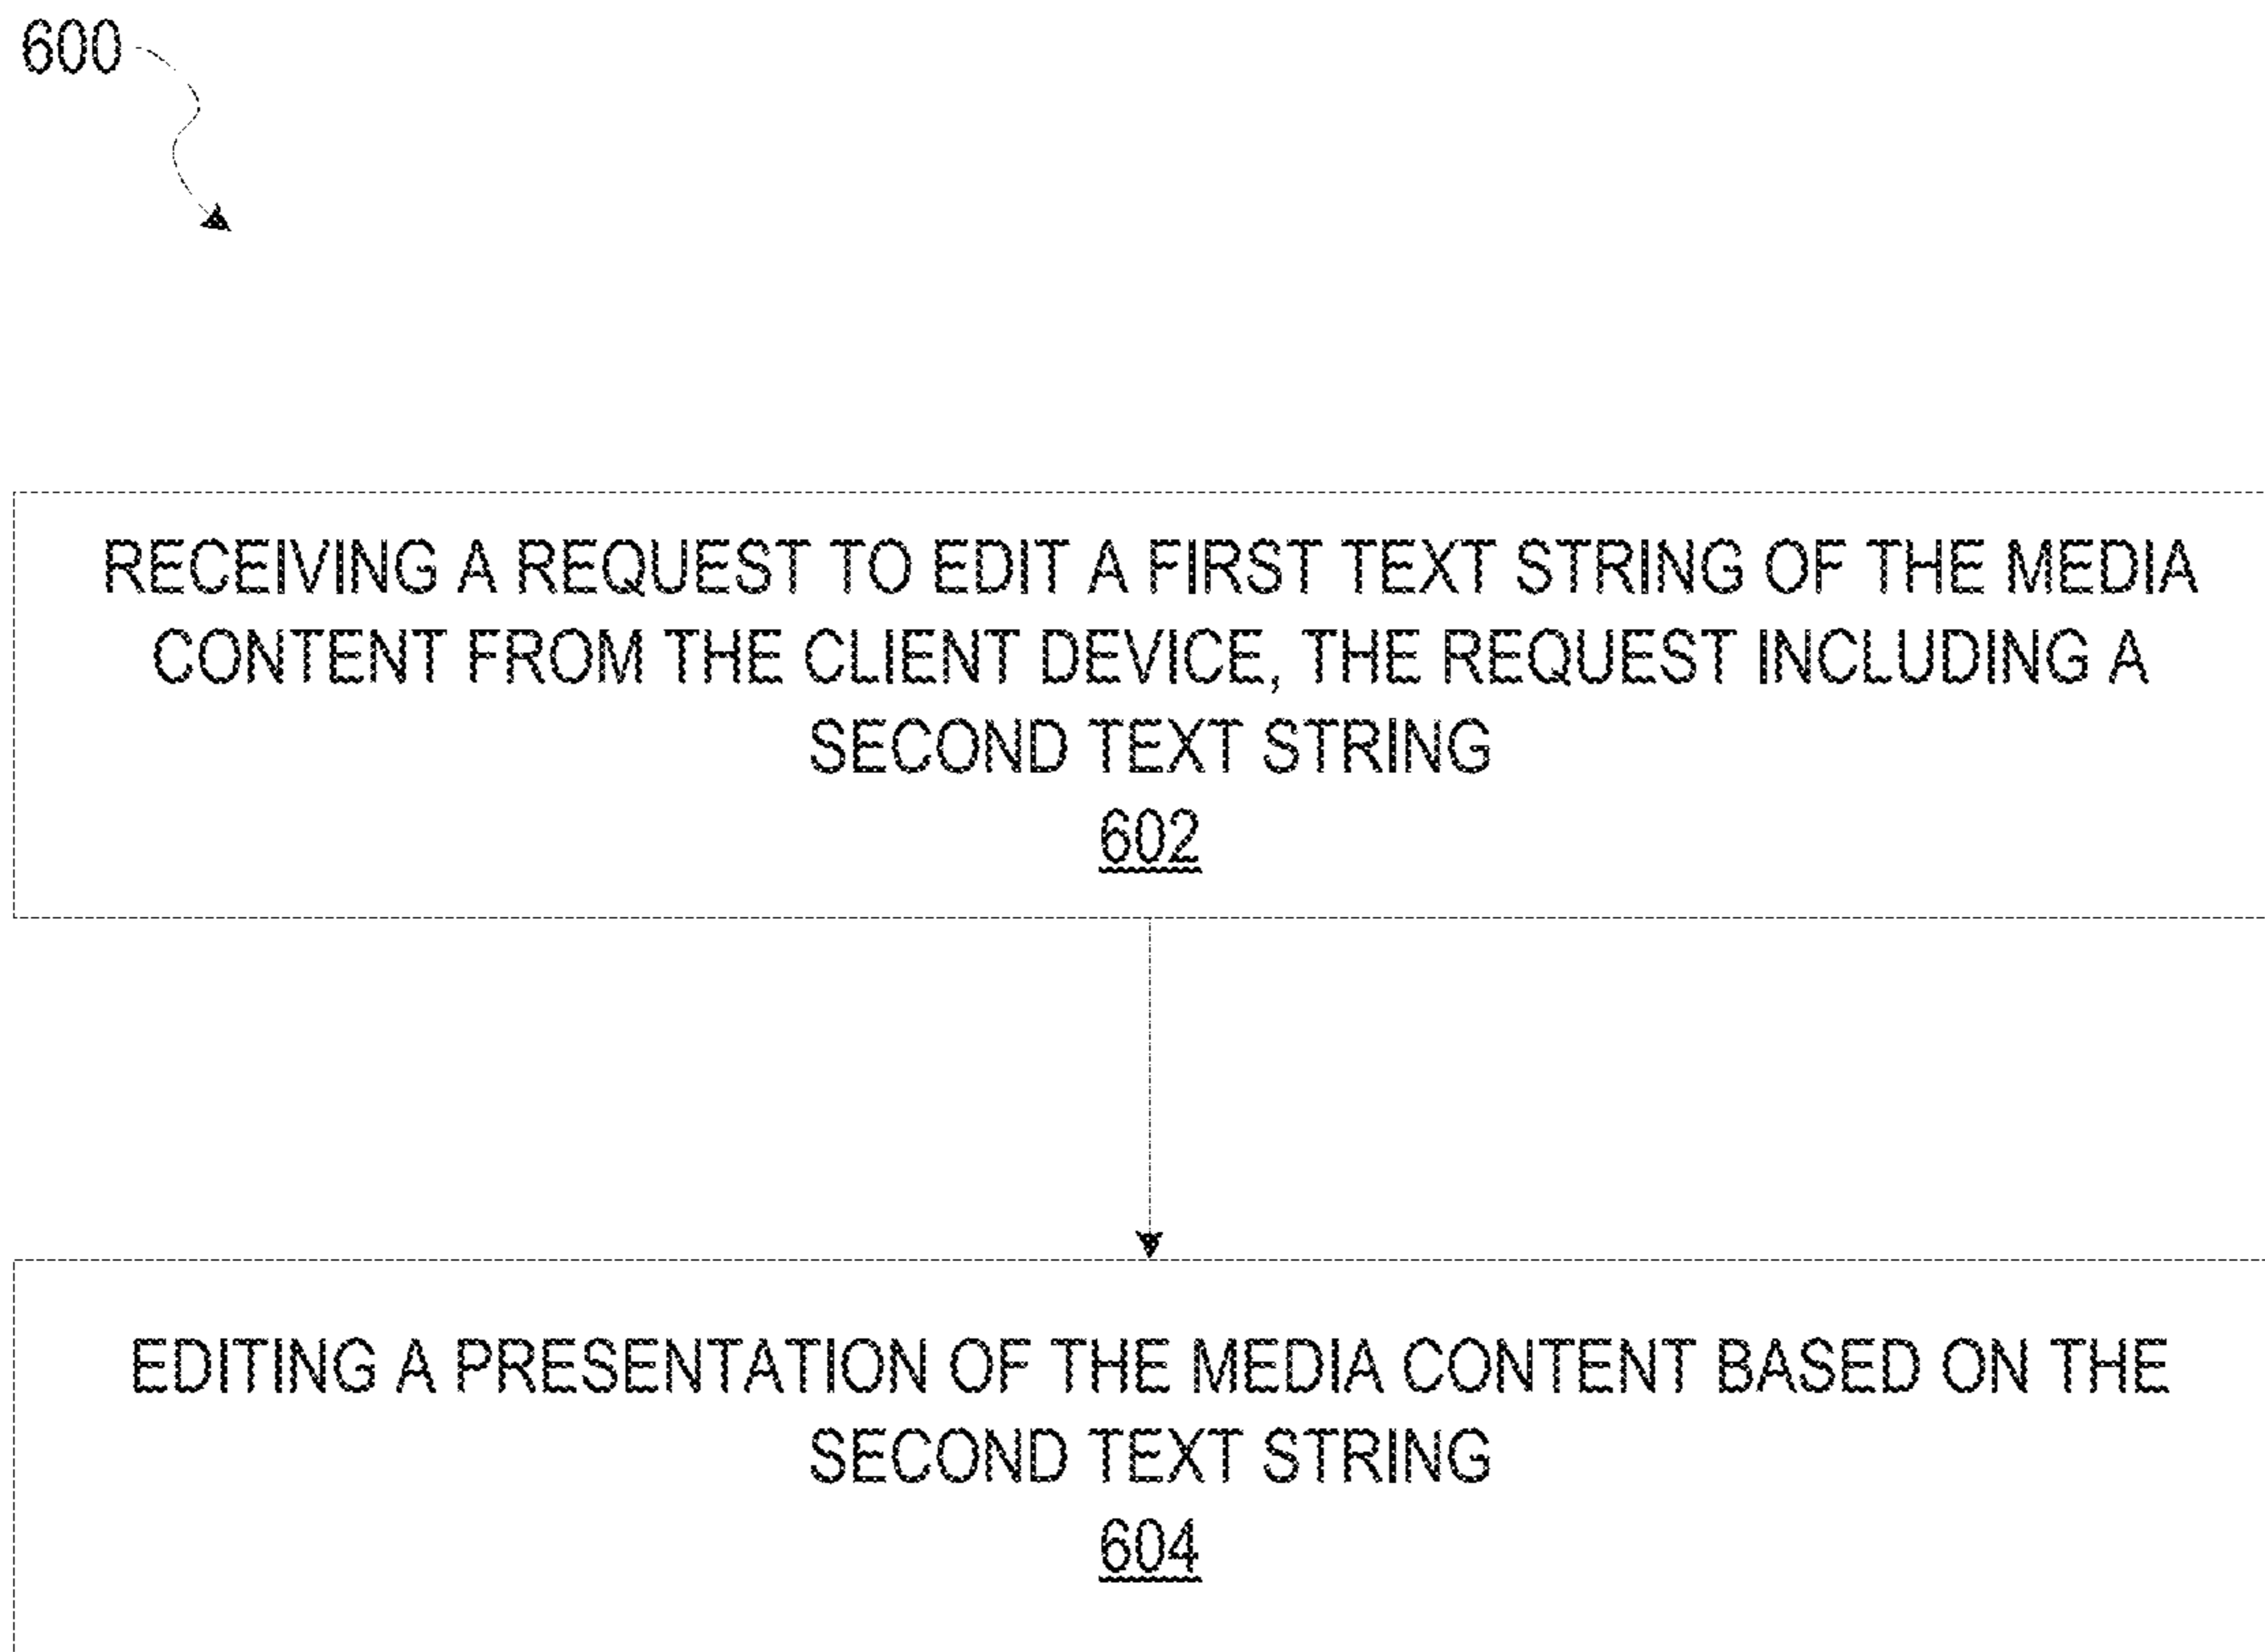 600
RECEIVING A REQUEST TO EDIT A FIRST TEXT STRING OF THE MEDIA
CONTENT FROM THE CLIENT DEVICE, THE REQUEST INCLUDING A
SECOND TEXT STRING
602
EDITING A PRESENTATION OF THE MEDIA CONTENT BASED ON THE
SECOND TEXT STRING
604